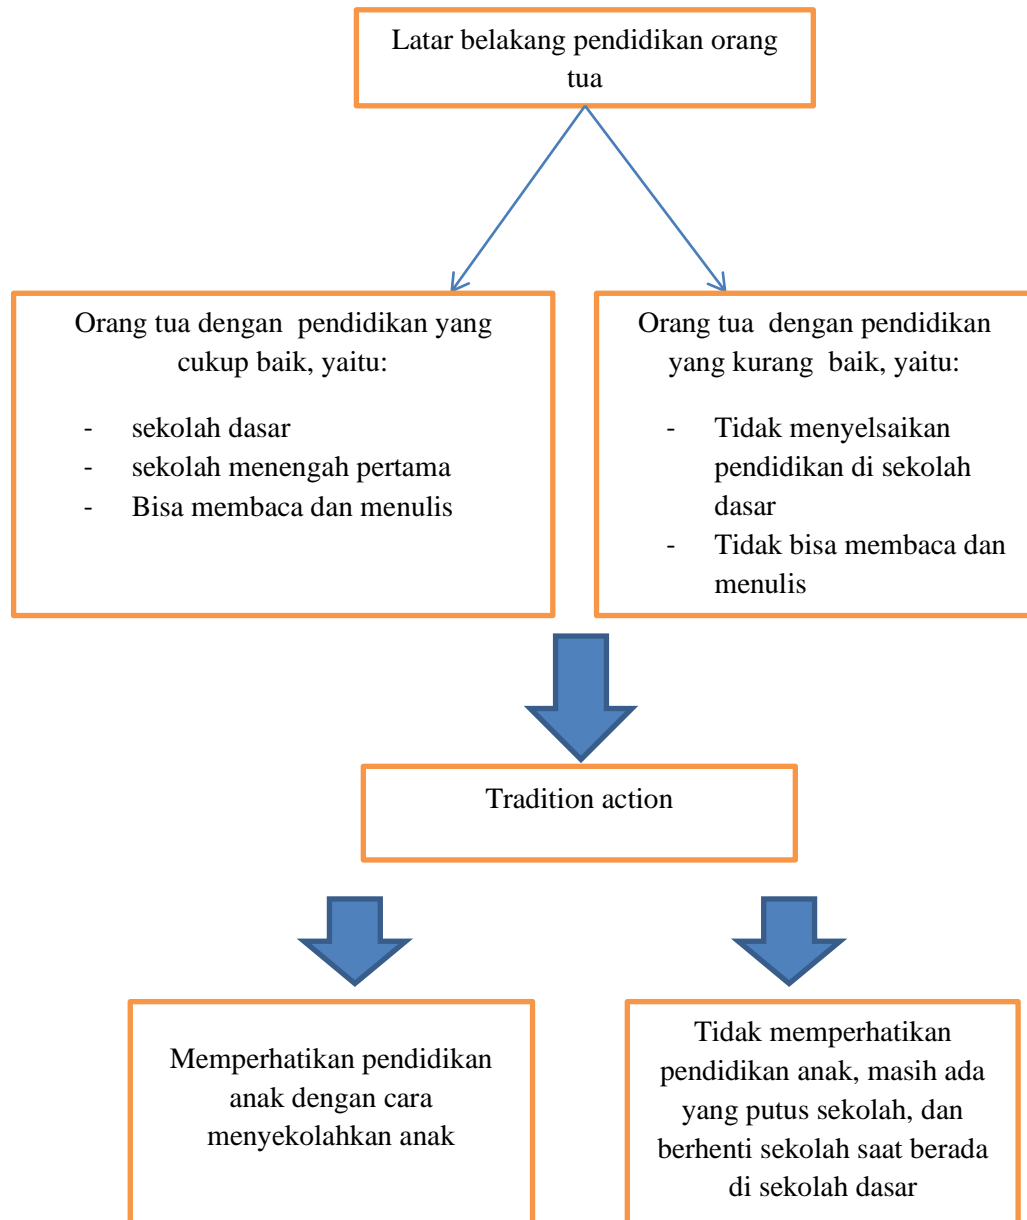 Latar belakang pendidikan orang
tua
Orang tua dengan pendidikan yang
cukup baik, yaitu:
- sekolah dasar
- sekolah menengah pertama
- Bisa membaca dan menulis
Orang tua dengan pendidikan
yang kurang baik, yaitu:
- Tidak menyelsaikan
pendidikan di sekolah
dasar
- Tidak bisa membaca dan
menulis
Tradition action
Memperhatikan pendidikan
anak dengan cara
menyekolahkan anak
Tidak memperhatikan
pendidikan anak, masih ada
yang putus sekolah, dan
berhenti sekolah saat berada
di sekolah dasar